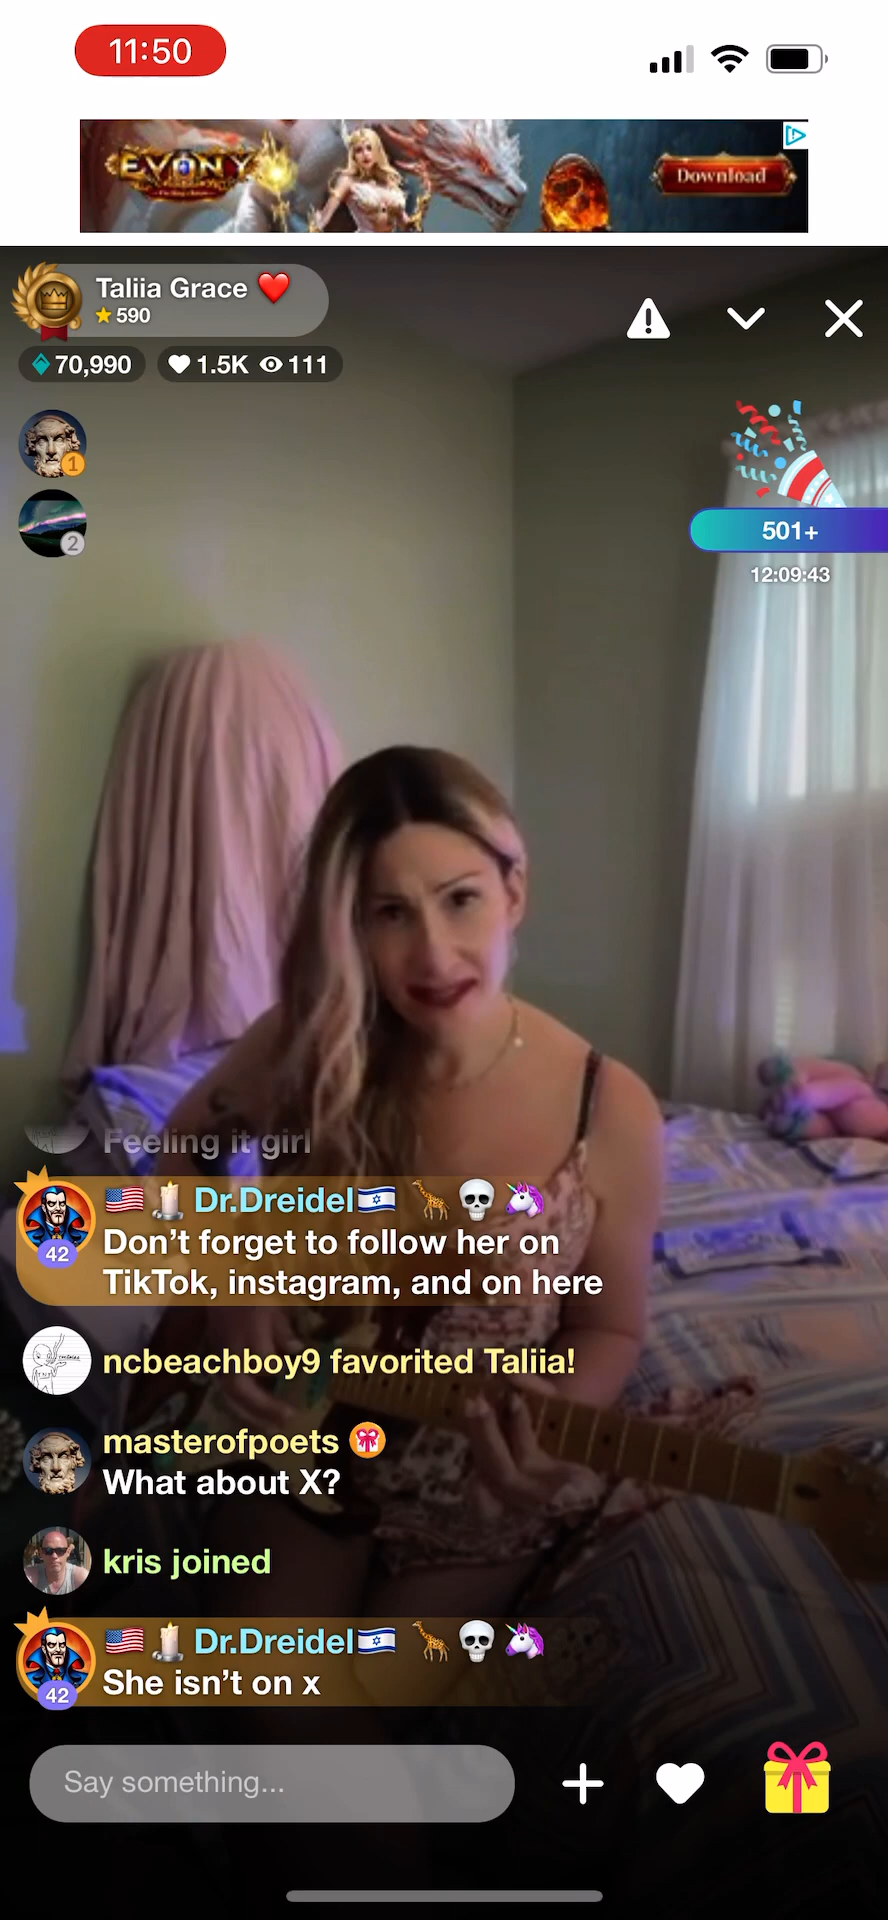 11:50
EVONY
Download
Taliia Grace ❤️
⭐ 590
70,990
1.5K
111
1
2
501+
12:09:43
Feeling it girl
🇺🇸🕯️Dr.Dreidel🇮🇱 🦒💀🦄
42
Don't forget to follow her on
TikTok, instagram, and on here
ncbeachboy9 favorited Taliia!
masterofpoets
What about X?
kris joined
🇺🇸🕯️Dr.Dreidel🇮🇱 🦒💀🦄
42
She isn't on x
Say something...